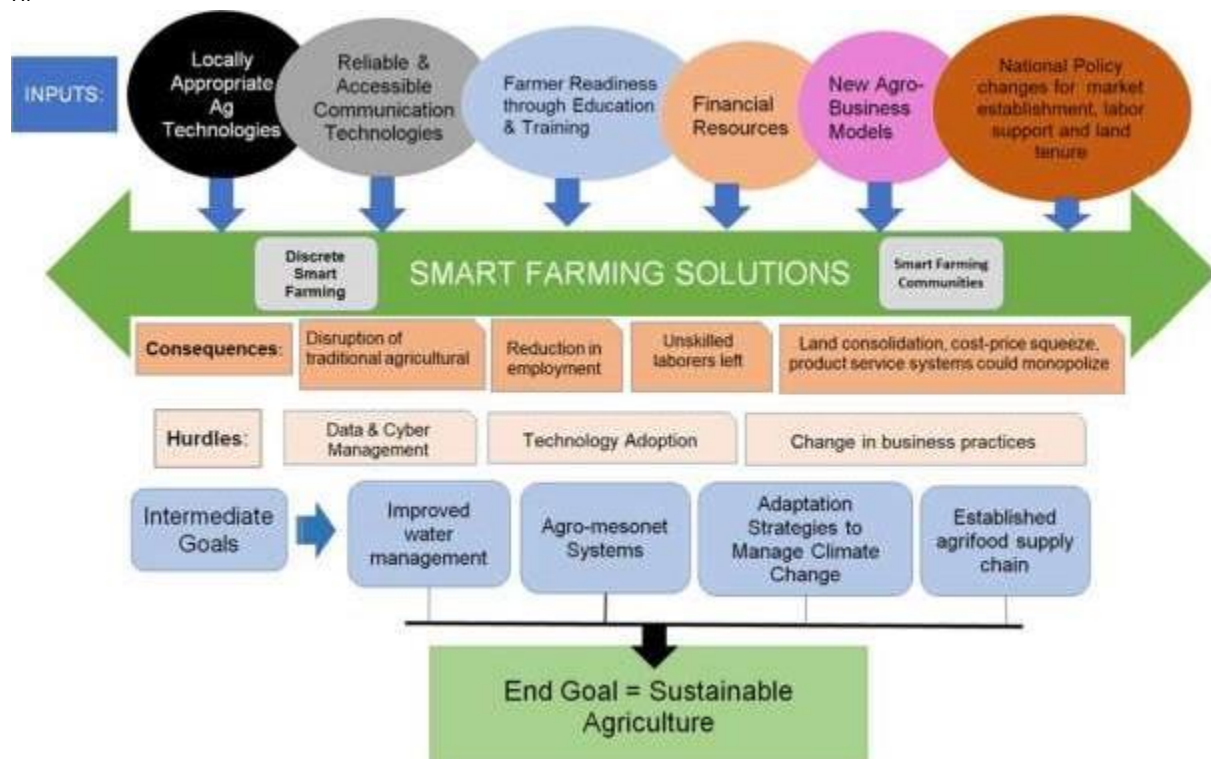 INPUTS:
Locally
Appropriate
Ag
Technologies
Reliable &
Accessible
Communication
Technologies
Farmer Readiness
through Education
& Training
Financial
Resources
New Agro-
Business
Models
National Policy
changes for market
establishment, labor
support and land
tenure
Discrete
Smart
Farming
SMART FARMING SOLUTIONS
Smart Farming
Communities
Consequences:
Disruption of
traditional agricultural
Reduction in
employment
Unskilled
laborers left
Land consolidation, cost-price squeeze,
product service systems could monopolize
Hurdles:
Data & Cyber
Management
Technology Adoption
Change in business practices
Intermediate
Goals
Improved
water
management
Agro-mesonet
Systems
Adaptation
Strategies to
Manage Climate
Change
Established
agrifood supply
chain
End Goal = Sustainable
Agriculture